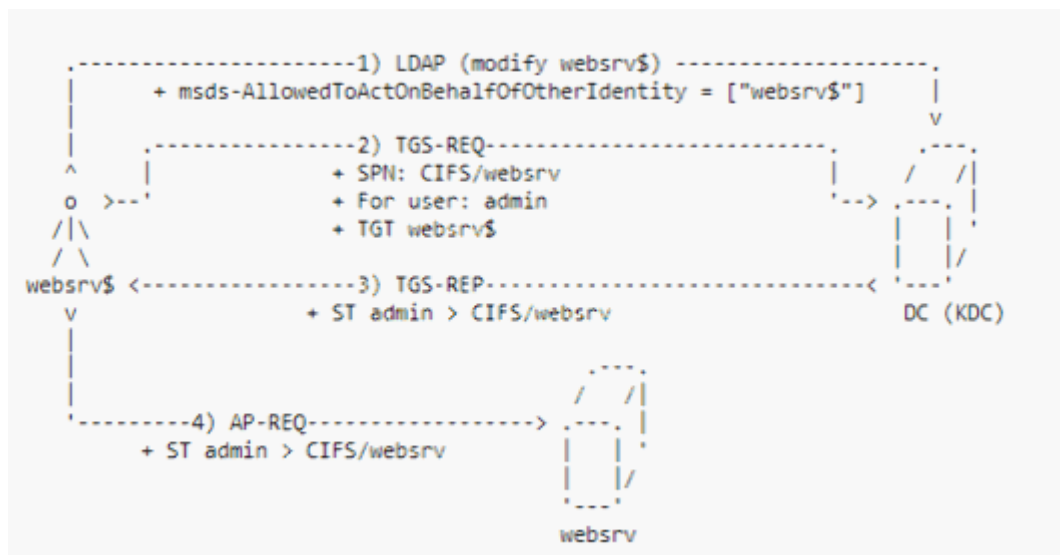 1) LDAP (modify websrv$)
+ msds-AllowedToActOnBehalfOfOtherIdentity = ["websrv$"]
2) TGS-REQ
+ SPN: CIFS/websrv
+ For user: admin
+ TGT websrv$
websrv$
3) TGS-REP
+ ST admin > CIFS/websrv
DC (KDC)
4) AP-REQ
+ ST admin > CIFS/websrv
websrv